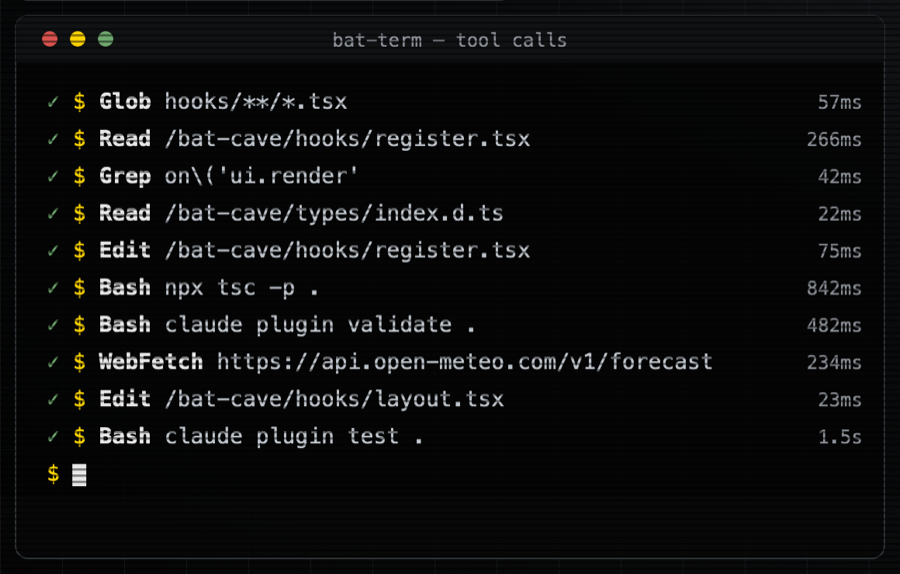 bat-term — tool calls
✓ $ Glob hooks/**/*.tsx 57ms
✓ $ Read /bat-cave/hooks/register.tsx 266ms
✓ $ Grep on\('ui.render' 42ms
✓ $ Read /bat-cave/types/index.d.ts 22ms
✓ $ Edit /bat-cave/hooks/register.tsx 75ms
✓ $ Bash npx tsc -p . 842ms
✓ $ Bash claude plugin validate . 482ms
✓ $ WebFetch https://api.open-meteo.com/v1/forecast 234ms
✓ $ Edit /bat-cave/hooks/layout.tsx 23ms
✓ $ Bash claude plugin test . 1.5s
$